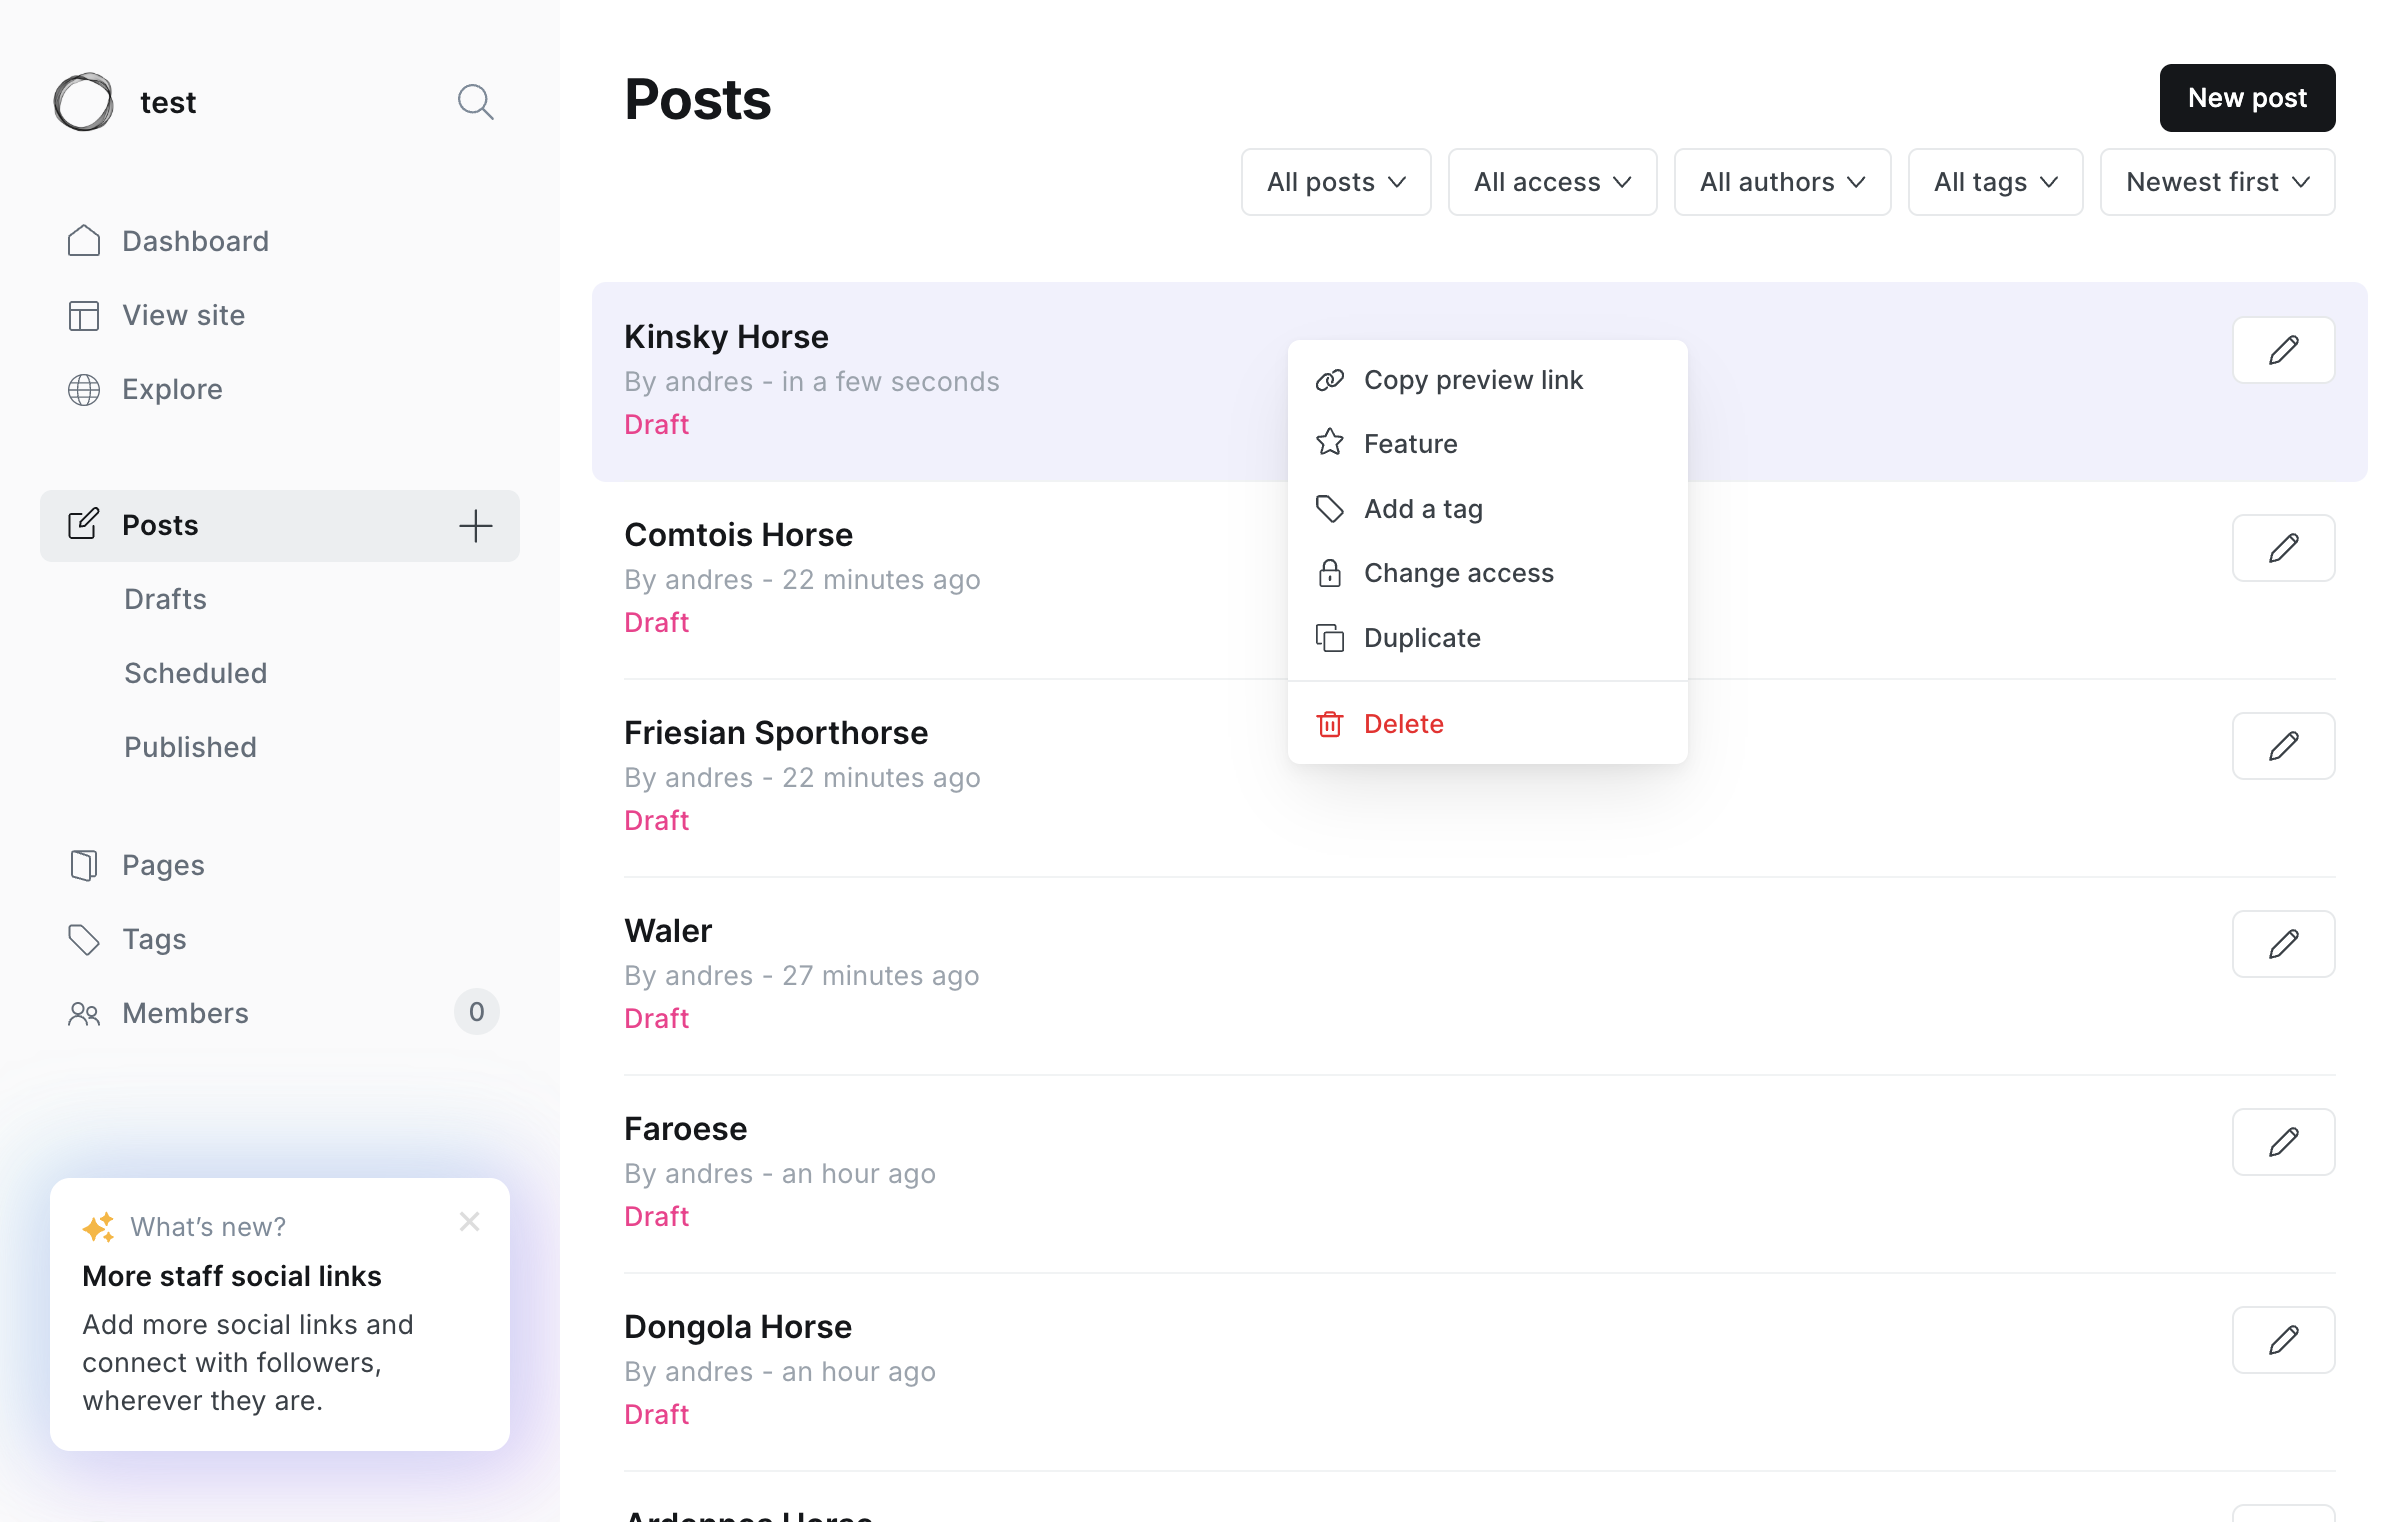 test
Dashboard
View site
Explore
Posts
Drafts
Scheduled
Published
Pages
Tags
Members
0
What's new?
More staff social links
Add more social links and
connect with followers,
wherever they are.
Posts
New post
All posts
All access
All authors
All tags
Newest first
Kinsky Horse
By andres - in a few seconds
Draft
Comtois Horse
By andres - 22 minutes ago
Draft
Friesian Sporthorse
By andres - 22 minutes ago
Draft
Waler
By andres - 27 minutes ago
Draft
Faroese
By andres - an hour ago
Draft
Dongola Horse
By andres - an hour ago
Draft
Ardennes Horse
Copy preview link
Feature
Add a tag
Change access
Duplicate
Delete